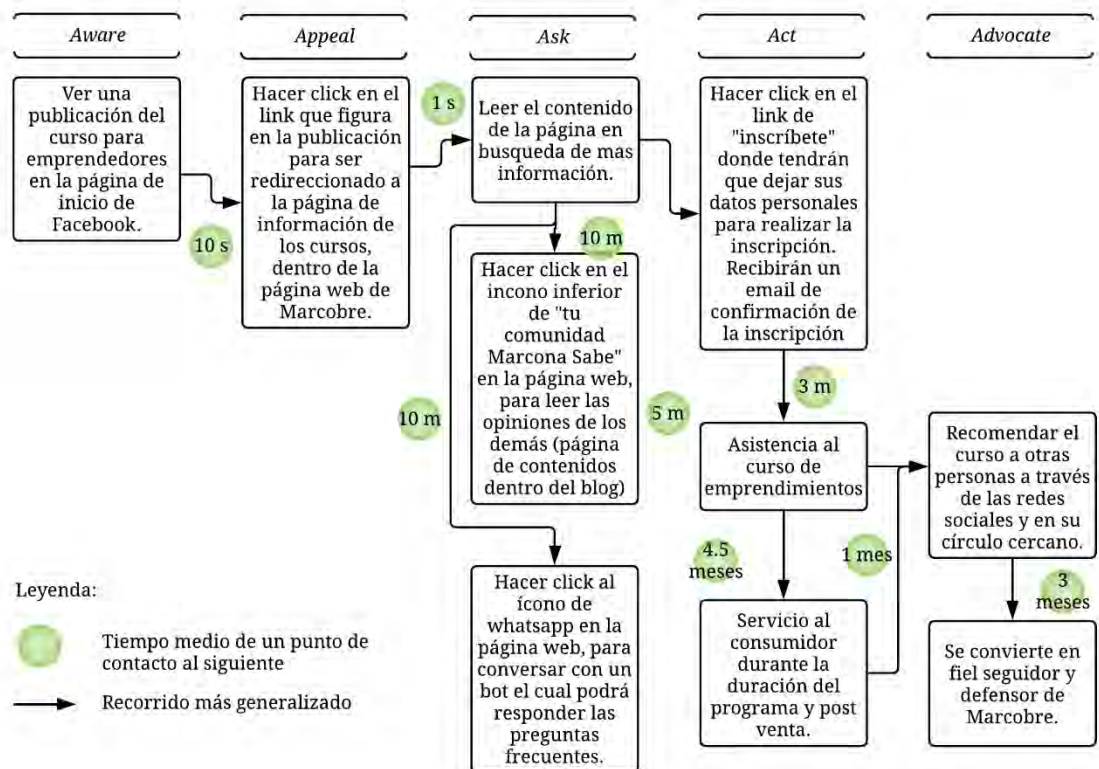 Aware
Appeal
Ask
Act
Advocate
Ver una
publicación del
curso para
emprendedores
en la página de
inicio de
Facebook.
10 s
Hacer click en el
link que figura
en la publicación
para ser
redireccionado a
la página de
información de
los cursos,
dentro de la
página web de
Marcobre.
1 s
Leer el contenido
de la página en
busqueda de mas
información.
10 m
Hacer click en el
incono inferior
de "tu
comunidad
Marcona Sabe"
en la página web,
para leer las
opiniones de los
demás (página
de contenidos
dentro del blog)
10 m
5 m
Hacer click al
ícono de
whatsapp en la
página web, para
conversar con un
bot el cual podrá
responder las
preguntas
frecuentes.
Hacer click en el
link de
"inscríbete"
donde tendrán
que dejar sus
datos personales
para realizar la
inscripción.
Recibirán un
email de
confirmación de
la inscripción
3 m
Asistencia al
curso de
emprendimientos
4.5
meses
1 mes
Servicio al
consumidor
durante la
duración del
programa y post
venta.
Recomendar el
curso a otras
personas a través
de las redes
sociales y en su
círculo cercano.
3
meses
Se convierte en
fiel seguidor y
defensor de
Marcobre.
Leyenda:
Tiempo medio de un punto de
contacto al siguiente
Recorrido más generalizado